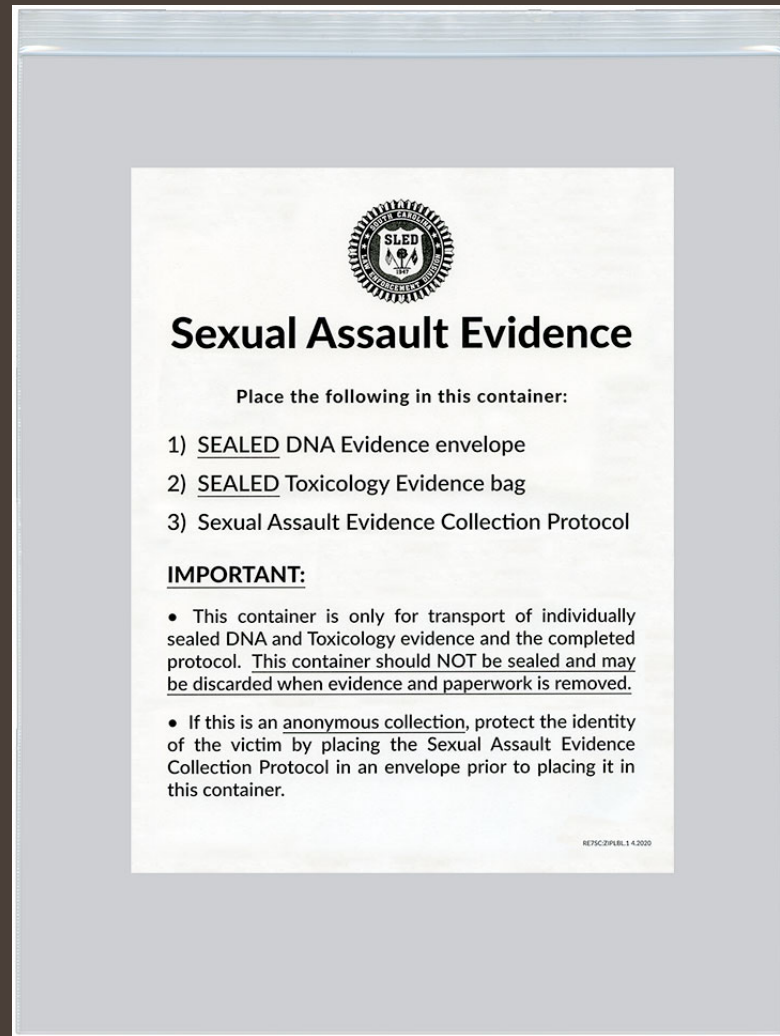 SOUTH CAROLINA
SLED
1947
LAW ENFORCEMENT DIVISION
Sexual Assault Evidence
Place the following in this container:
1) SEALED DNA Evidence envelope
2) SEALED Toxicology Evidence bag
3) Sexual Assault Evidence Collection Protocol
IMPORTANT:
• This container is only for transport of individually
sealed DNA and Toxicology evidence and the completed
protocol. This container should NOT be sealed and may
be discarded when evidence and paperwork is removed.
• If this is an anonymous collection, protect the identity
of the victim by placing the Sexual Assault Evidence
Collection Protocol in an envelope prior to placing it in
this container.
RE7SC:ZIPLBL.1 4.2020